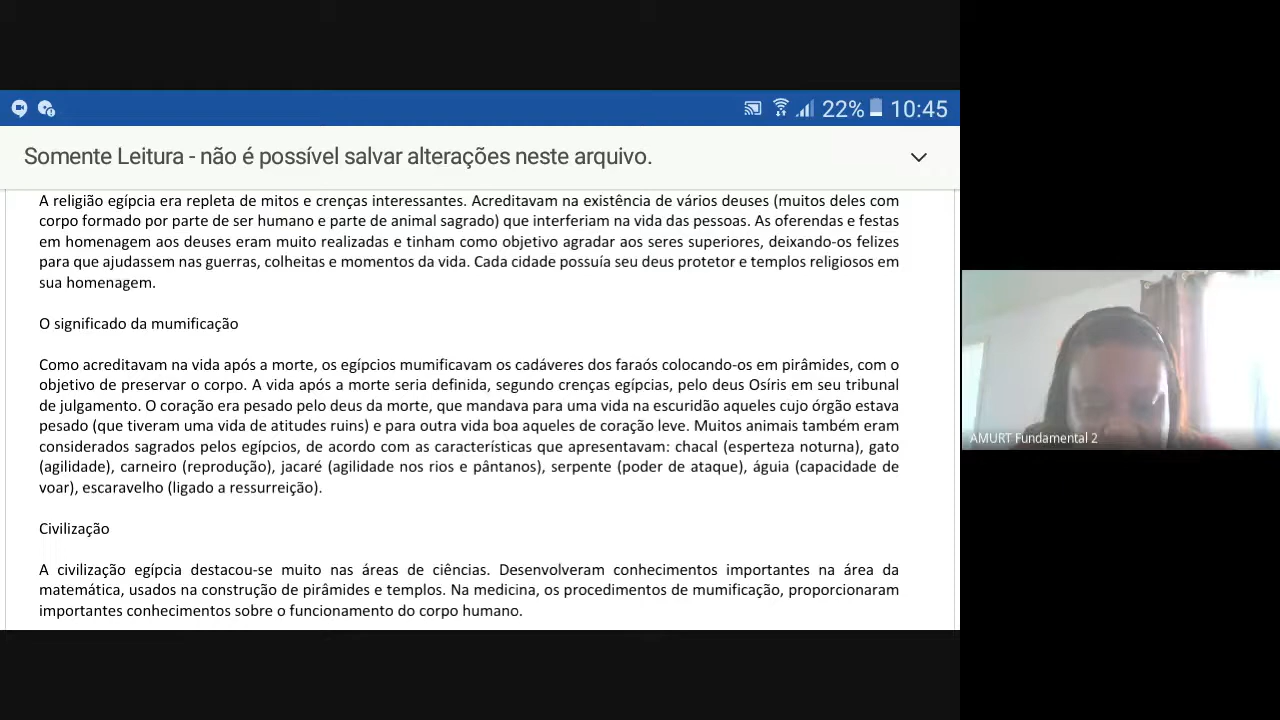 22% 10:45
Somente Leitura - não é possível salvar alterações neste arquivo.
A religião egípcia era repleta de mitos e crenças interessantes. Acreditavam na existência de vários deuses (muitos deles com
corpo formado por parte de ser humano e parte de animal sagrado) que interferiam na vida das pessoas. As oferendas e festas
em homenagem aos deuses eram muito realizadas e tinham como objetivo agradar aos seres superiores, deixando-os felizes
para que ajudassem nas guerras, colheitas e momentos da vida. Cada cidade possuía seu deus protetor e templos religiosos em
sua homenagem.
O significado da mumificação
Como acreditavam na vida após a morte, os egípcios mumificavam os cadáveres dos faraós colocando-os em pirâmides, com o
objetivo de preservar o corpo. A vida após a morte seria definida, segundo crenças egípcias, pelo deus Osíris em seu tribunal
de julgamento. O coração era pesado pelo deus da morte, que mandava para uma vida na escuridão aqueles cujo órgão estava
pesado (que tiveram uma vida de atitudes ruins) e para outra vida boa aqueles de coração leve. Muitos animais também eram
considerados sagrados pelos egípcios, de acordo com as características que apresentavam: chacal (esperteza noturna), gato
(agilidade), carneiro (reprodução), jacaré (agilidade nos rios e pântanos), serpente (poder de ataque), águia (capacidade de
voar), escaravelho (ligado a ressurreição).
Civilização
A civilização egípcia destacou-se muito nas áreas de ciências. Desenvolveram conhecimentos importantes na área da
matemática, usados na construção de pirâmides e templos. Na medicina, os procedimentos de mumificação, proporcionaram
importantes conhecimentos sobre o funcionamento do corpo humano.
AMURT Fundamental 2